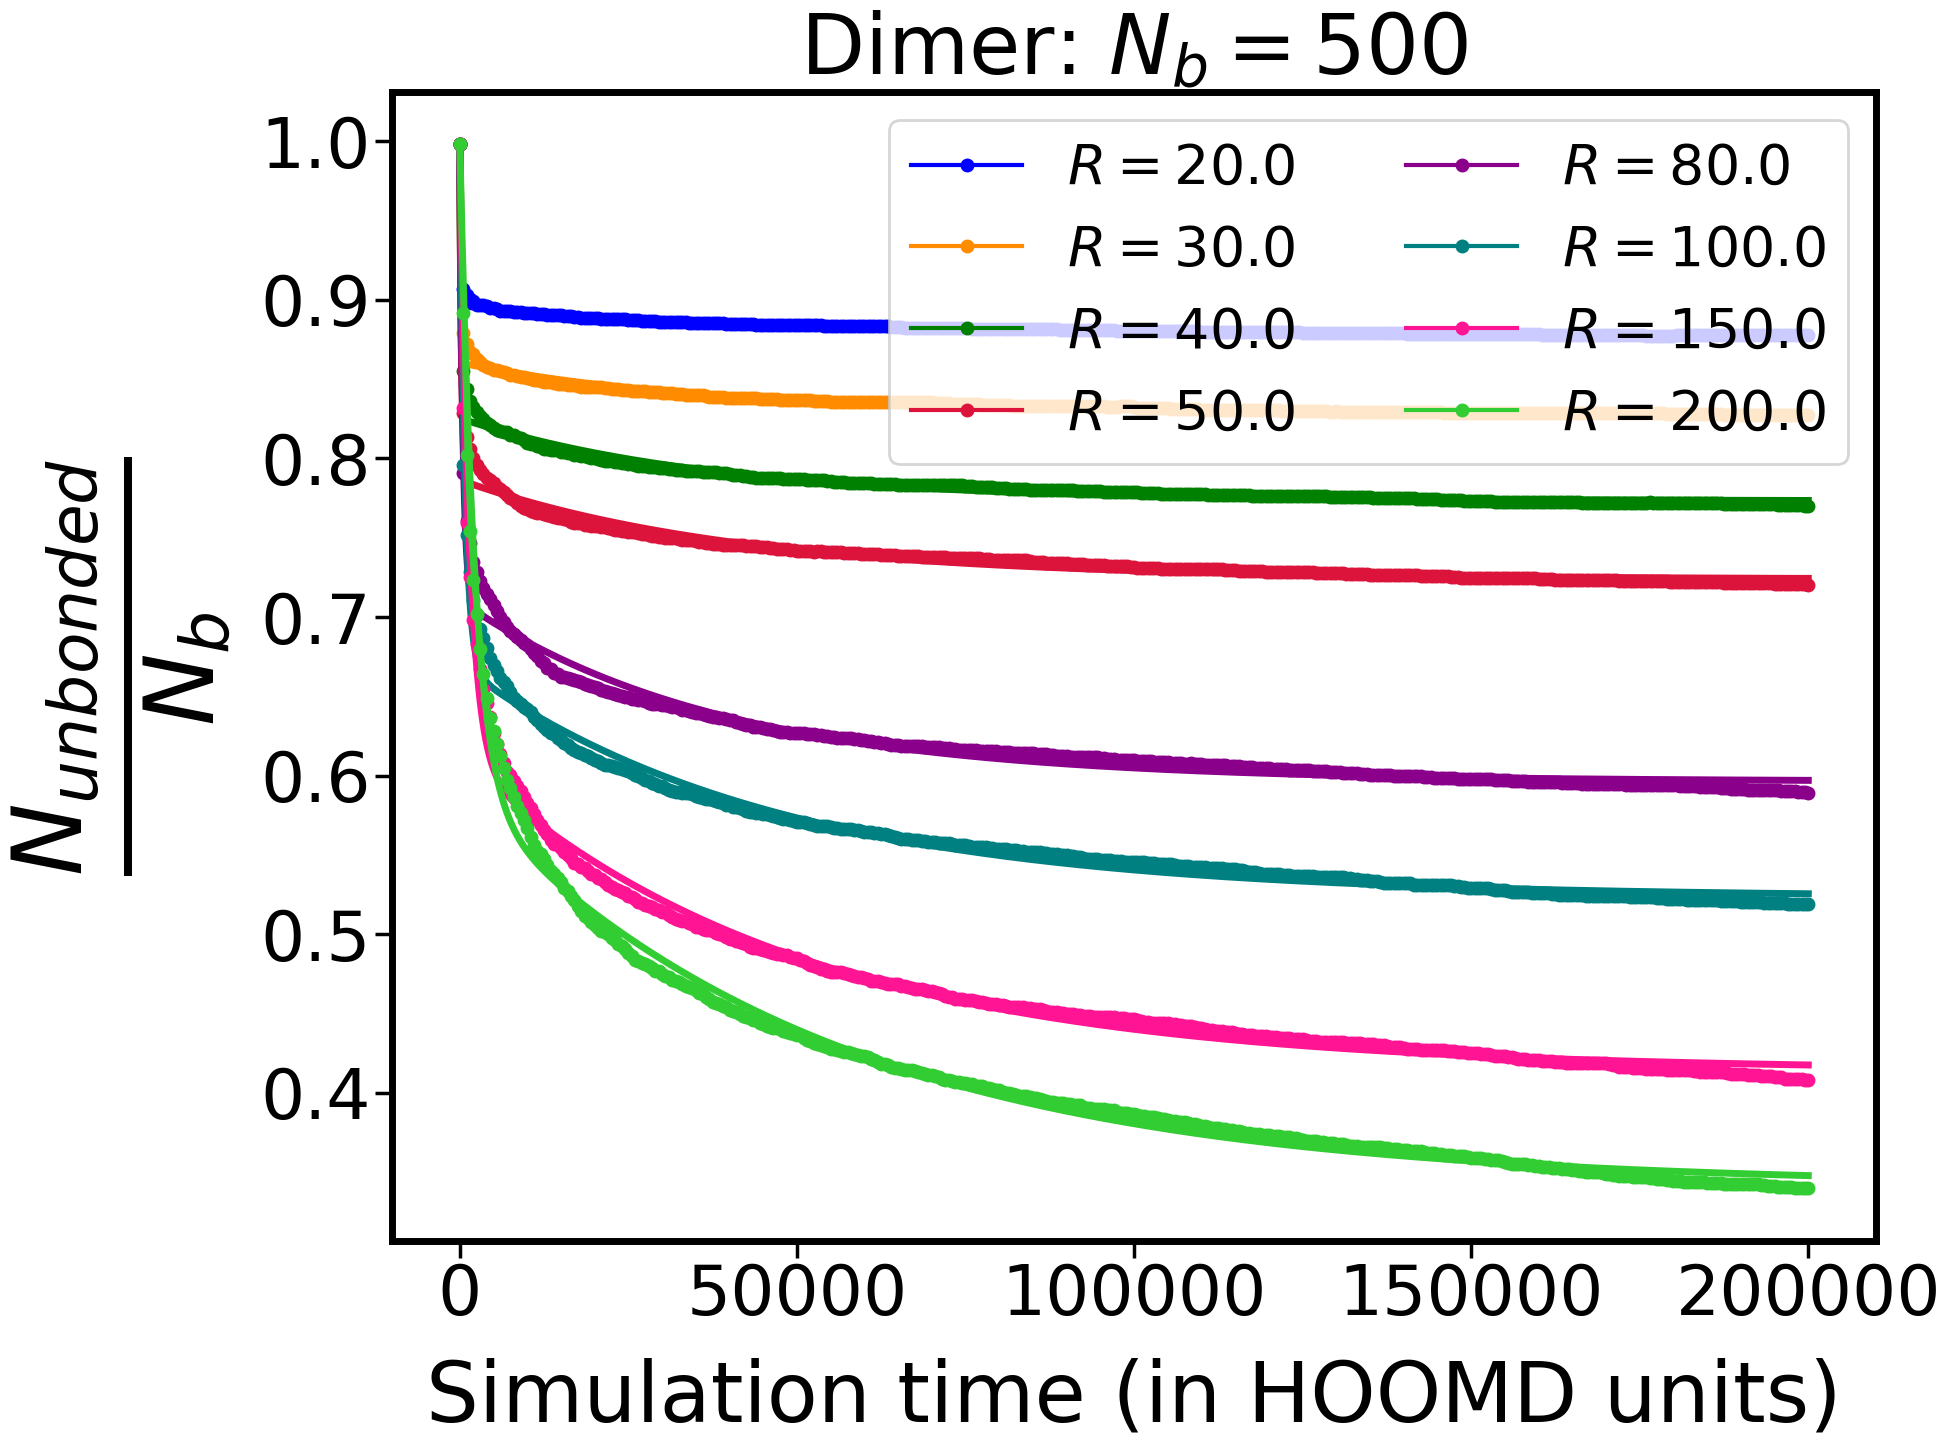 Dimer: N_b = 500
1.0
0.9
0.8
0.7
0.6
0.5
0.4
N_unbonded
N_b
R = 20.0
R = 30.0
R = 40.0
R = 50.0
R = 80.0
R = 100.0
R = 150.0
R = 200.0
0 50000 100000 150000 200000
Simulation time (in HOOMD units)